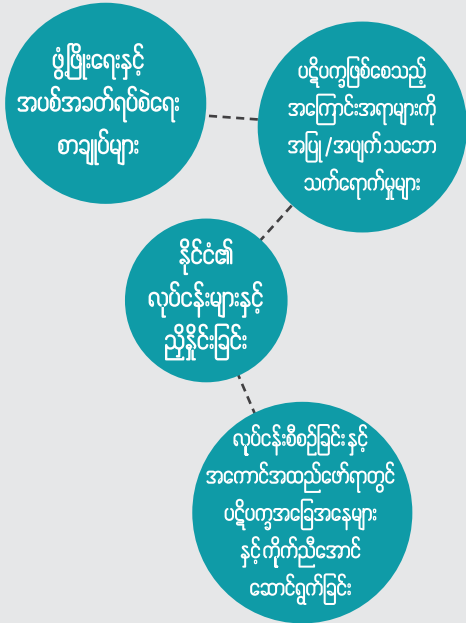 ဖွံ့ဖြိုးရေးနှင့်
အပစ်အခတ်ရပ်စဲရေး
စာချုပ်များ
ပဋိပက္ခဖြစ်စေသည့်
အကြောင်းအရာများကို
အပြု/အပျက်သဘော
သက်ရောက်မှုများ
နိုင်ငံ၏
လုပ်ငန်းများနှင့်
ညှိနှိုင်းခြင်း
လုပ်ငန်းစီစဉ်ခြင်းနှင့်
အကောင်အထည်ဖော်ရာတွင်
ပဋိပက္ခအခြေအနေများ
နှင့်ကိုက်ညီအောင်
ဆောင်ရွက်ခြင်း